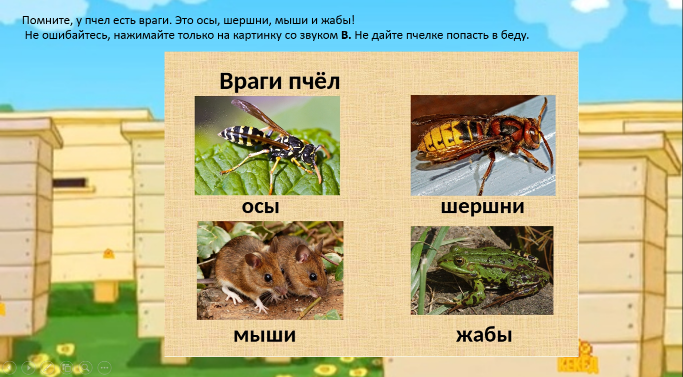 Помните, у пчел есть враги. Это осы, шершни, мыши и жабы!
Не ошибайтесь, нажимайте только на картинку со звуком В. Не дайте пчелке попасть в беду.
Враги пчёл
осы
шершни
мыши
жабы